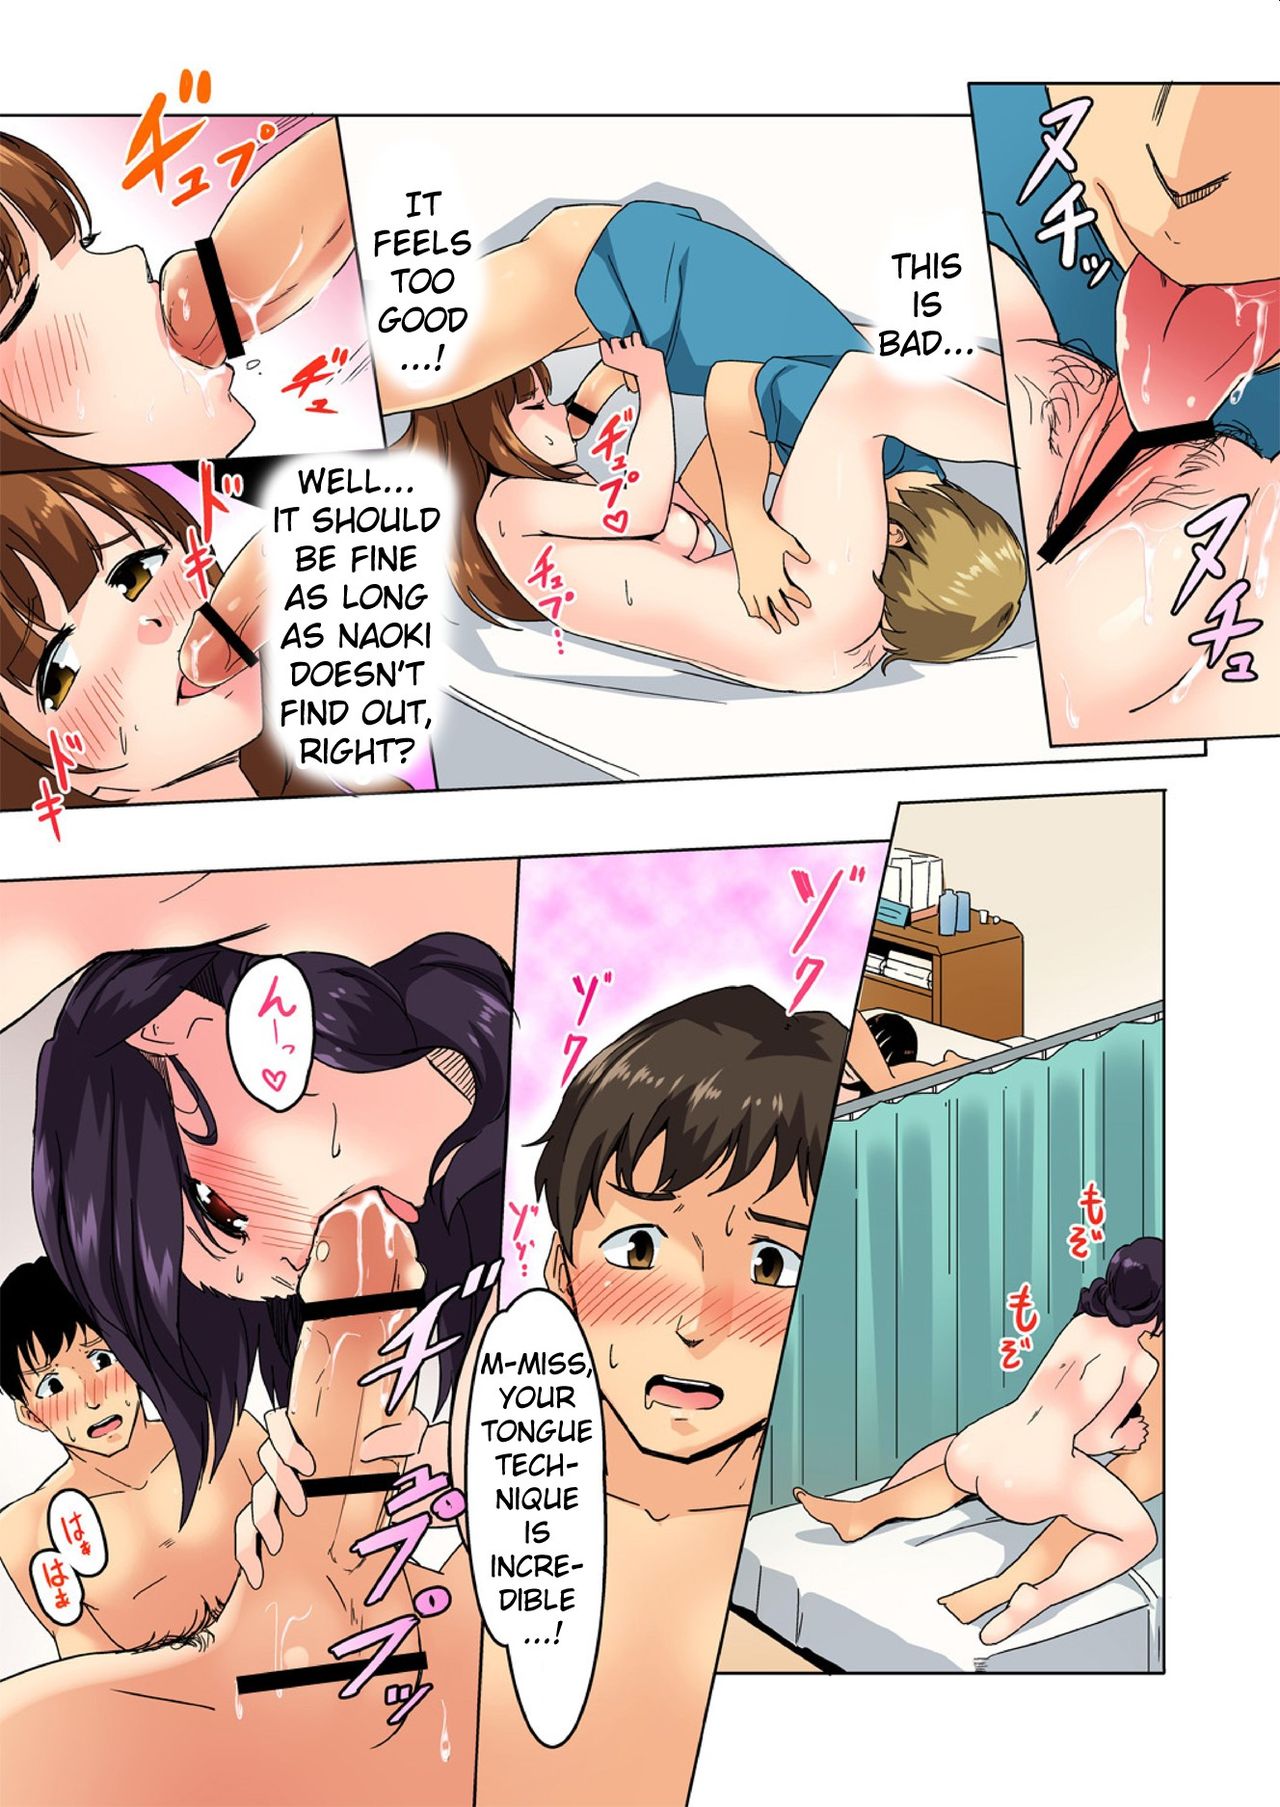 ヌチッ
THIS
IS
BAD...
IT
FEELS
TOO
GOOD
...!
ヂュプ°
ヂュ
ヌチュ
ヂュプ♡
チュプ…
ドキ
ドキ
WELL...
IT SHOULD
BE FINE
AS LONG
AS NAOKI
DOESN'T
FIND OUT,
RIGHT?
もぞ
もぞ
ゾク
ゾク
ゾゾ…
M-MISS,
YOUR
TONGUE
TECH-
NIQUE
IS
INCRE-
DIBLE
...!
んーっ♡
チュププッ
はぁ
はぁ